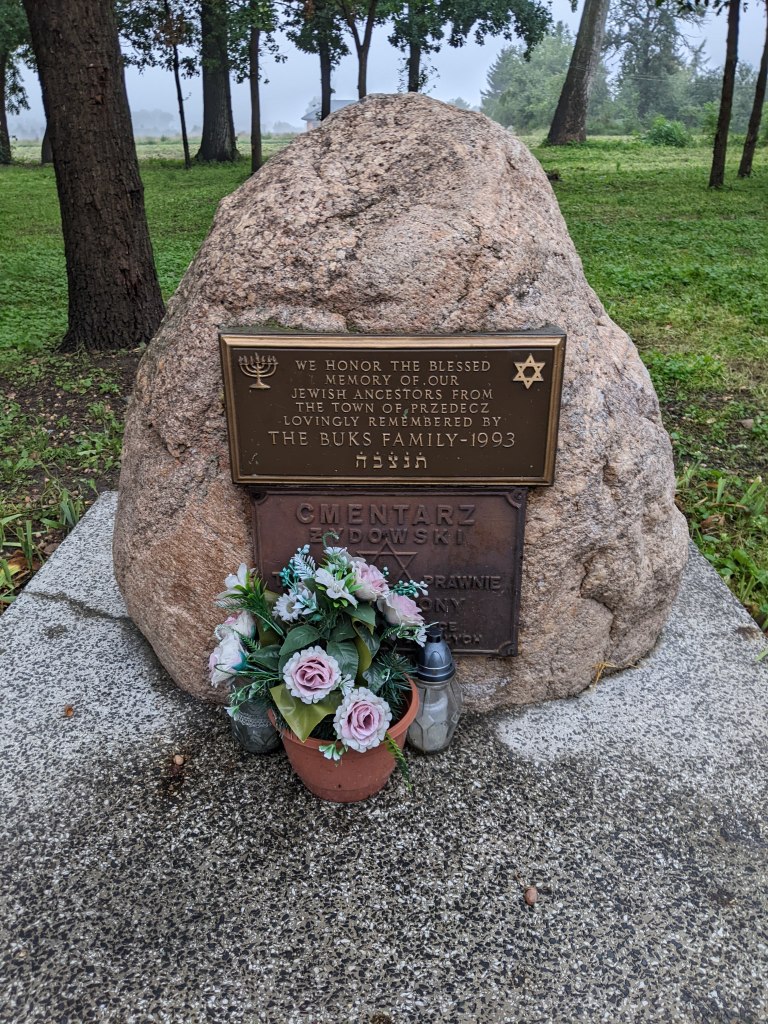 WE HONOR THE BLESSED
MEMORY OF OUR
JEWISH ANCESTORS FROM
THE TOWN OF PRZEDECZ
LOVINGLY REMEMBERED BY
THE BUKS FAMILY-1993
תנצבה
CMENTARZ
ŻYDOWSKI
PRAWNIE